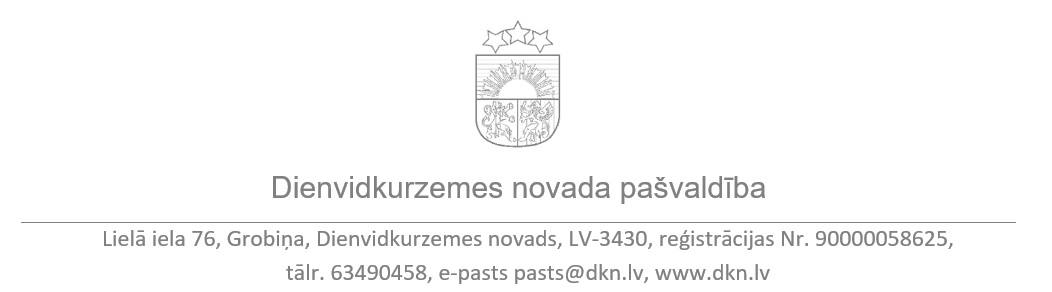 Dienvidkurzemes novada pašvaldība
Lielā iela 76, Grobiņa, Dienvidkurzemes novads, LV-3430, reģistrācijas Nr. 90000058625,
tālr. 63490458, e-pasts pasts@dkn.lv, www.dkn.lv